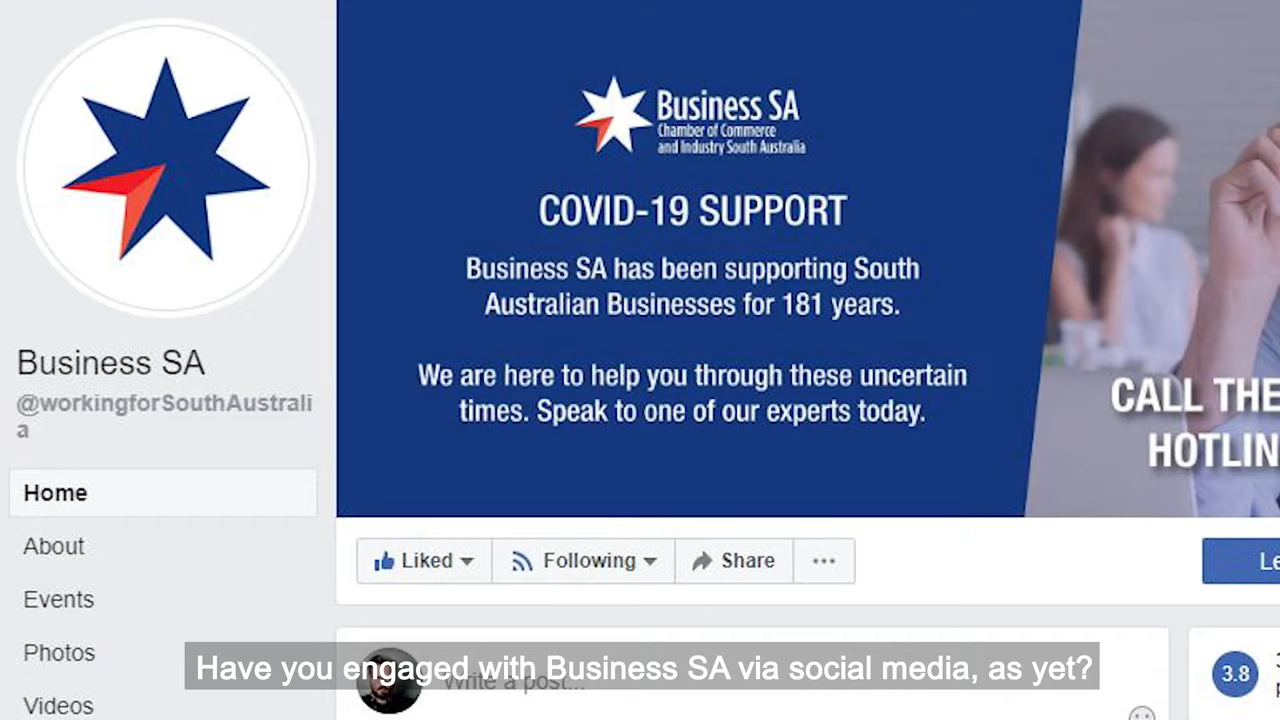 Business SA
Chamber of Commerce
and Industry South Australia
COVID-19 SUPPORT
Business SA has been supporting South
Australian Businesses for 181 years.
We are here to help you through these uncertain
times. Speak to one of our experts today.
CALL THE
Business SA
@workingforSouthAustrali
a
Home
About
Events
Photos
Videos
Liked
Following
Share
Write a post...
3.8
Have you engaged with Business SA via social media, as yet?